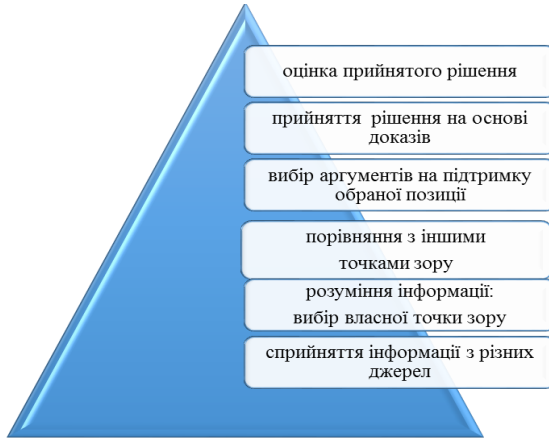 оцінка прийнятого рішення
прийняття рішення на основі
доказів
вибір аргументів на підтримку
обраної позиції
порівняння з іншими
точками зору
розуміння інформації:
вибір власної точки зору
сприйняття інформації з різних
джерел